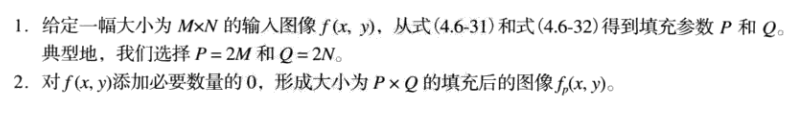 1. 给定一幅大小为 M×N 的输入图像 f (x, y)，从式(4.6-31)和式(4.6-32)得到填充参数 P 和 Q。
典型地，我们选择 P = 2M 和 Q = 2N。
2. 对 f (x, y)添加必要数量的 0，形成大小为 P × Q 的填充后的图像 fₚ(x, y)。